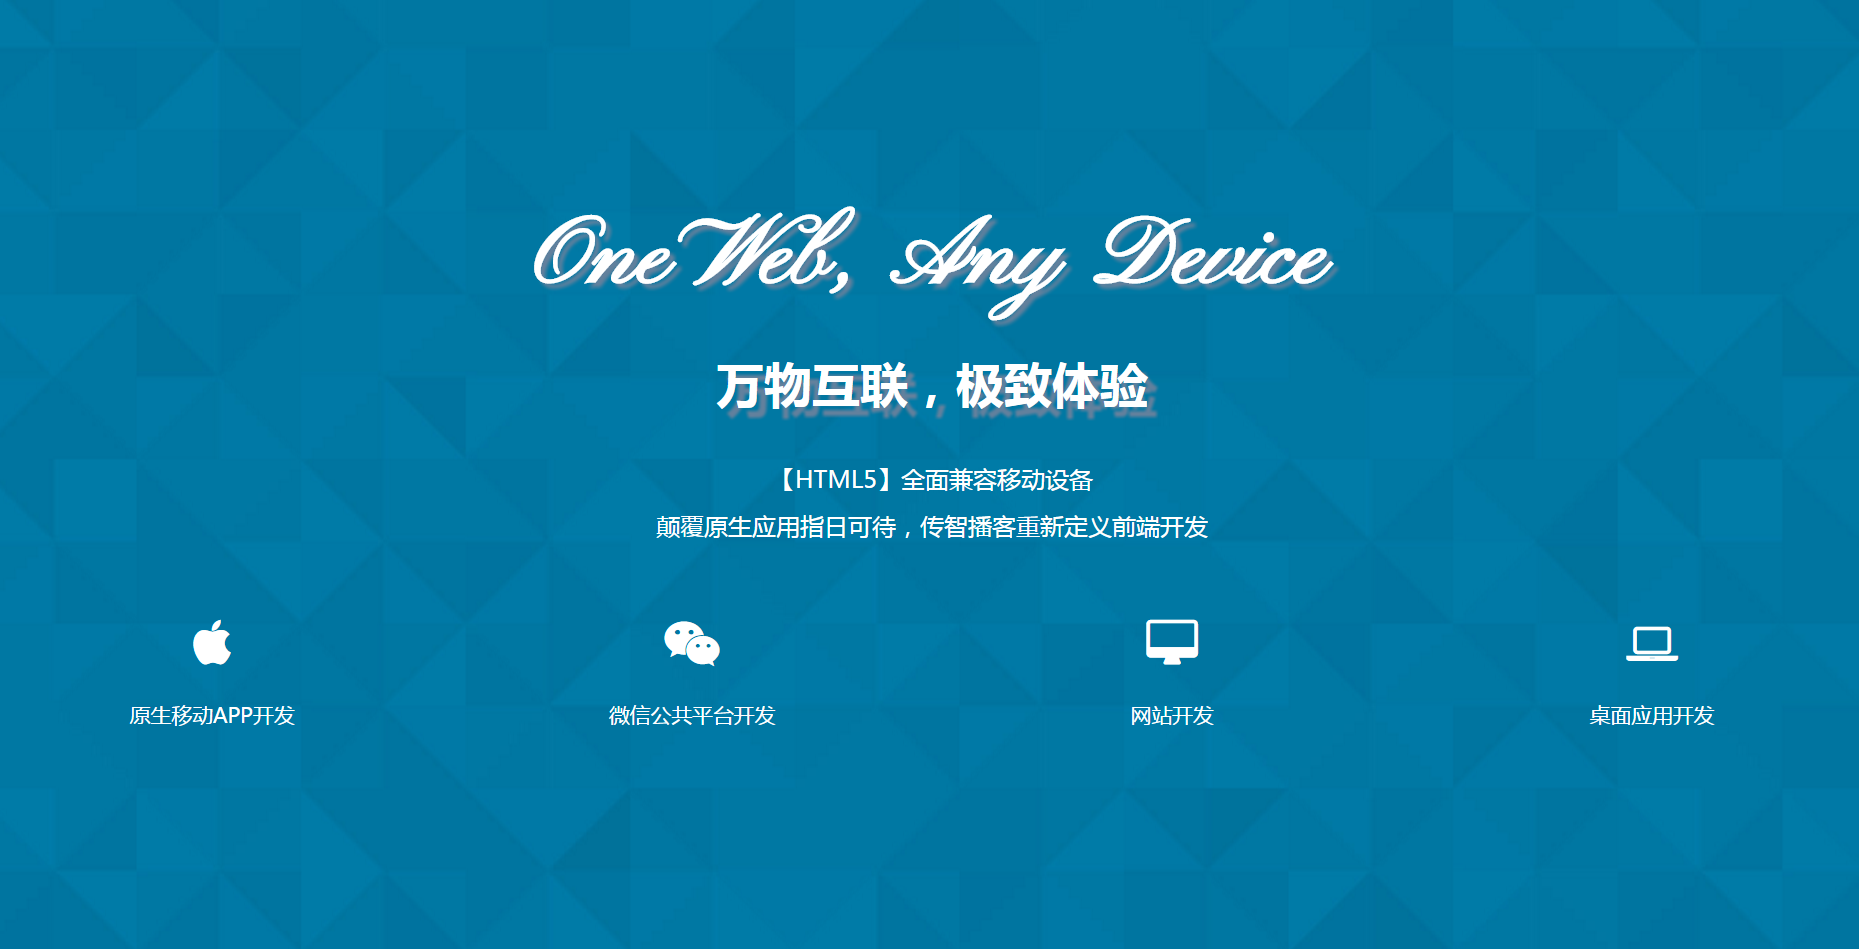 One Web, Any Device
万物互联，极致体验
【HTML5】全面兼容移动设备
颠覆原生应用指日可待，传智播客重新定义前端开发
原生移动APP开发
微信公共平台开发
网站开发
桌面应用开发